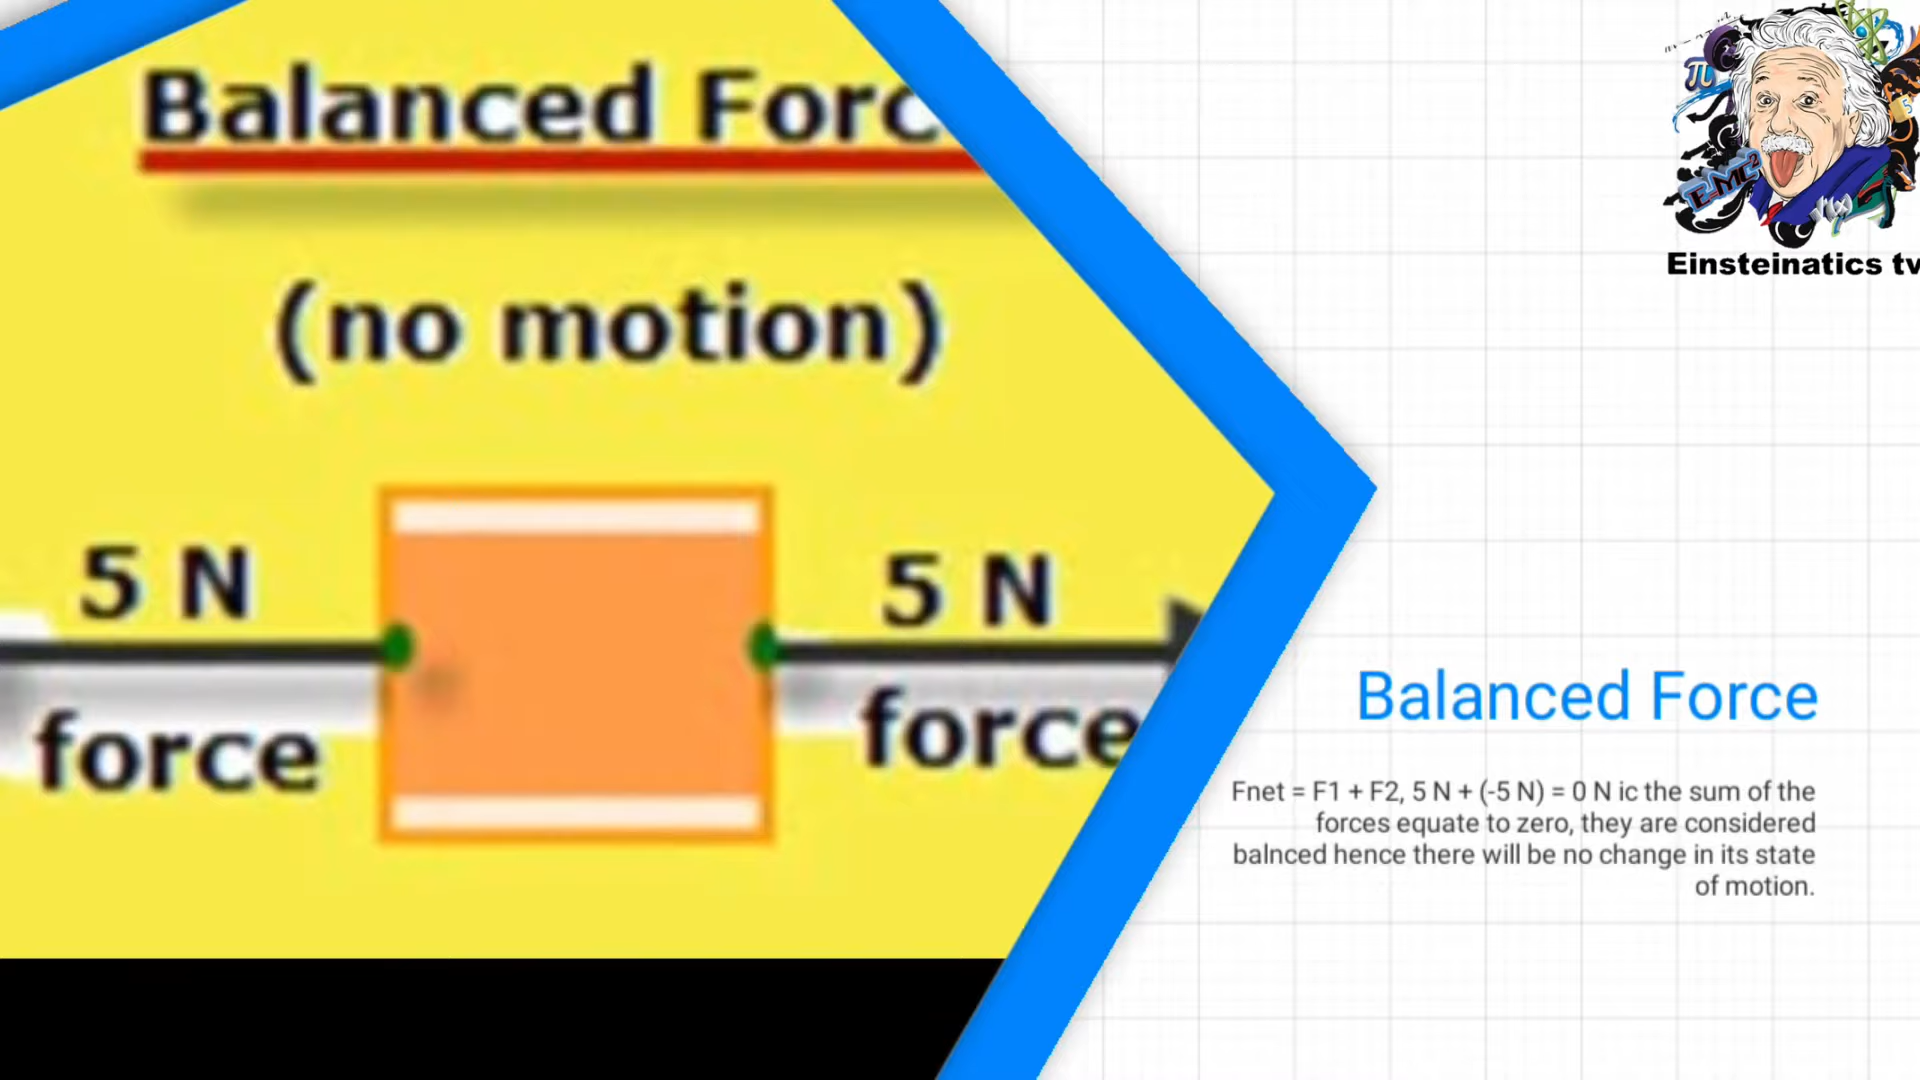 Balanced Forc
(no motion)
5 N
force
5 N
force
π
E=MC²
Einsteinatics tv
Balanced Force
Fnet = F1 + F2, 5 N + (-5 N) = 0 N ic the sum of the
forces equate to zero, they are considered
balnced hence there will be no change in its state
of motion.